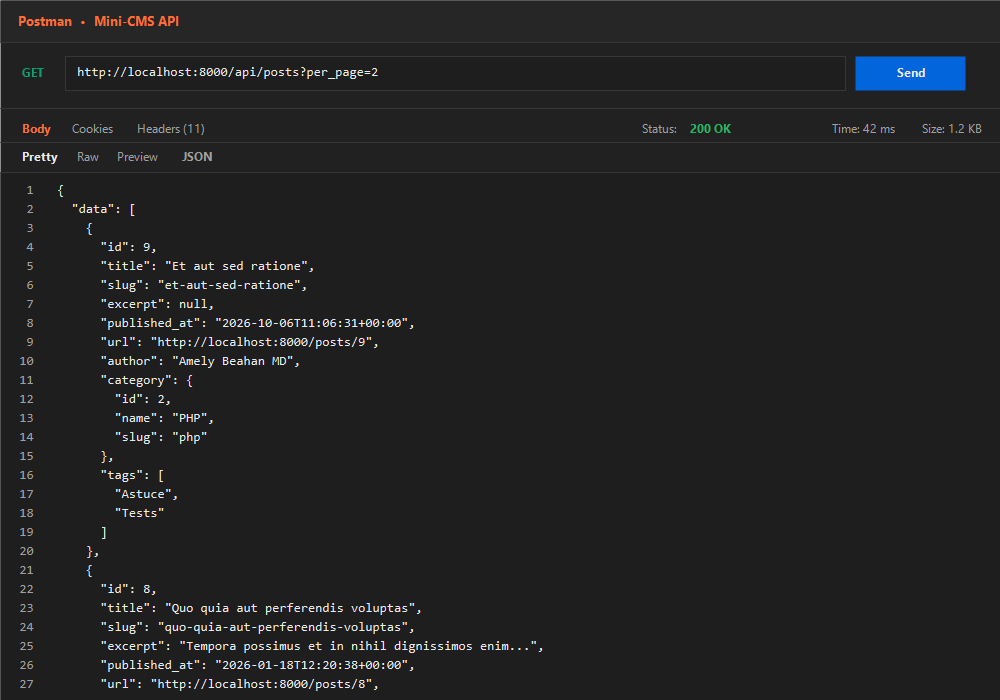 Postman • Mini-CMS API
GET http://localhost:8000/api/posts?per_page=2 Send
Body Cookies Headers (11) Status: 200 OK Time: 42 ms Size: 1.2 KB
Pretty Raw Preview JSON
1 {
2 "data": [
3 {
4 "id": 9,
5 "title": "Et aut sed ratione",
6 "slug": "et-aut-sed-ratione",
7 "excerpt": null,
8 "published_at": "2026-10-06T11:06:31+00:00",
9 "url": "http://localhost:8000/posts/9",
10 "author": "Amely Beahan MD",
11 "category": {
12 "id": 2,
13 "name": "PHP",
14 "slug": "php"
15 },
16 "tags": [
17 "Astuce",
18 "Tests"
19 ]
20 },
21 {
22 "id": 8,
23 "title": "Quo quia aut perferendis voluptas",
24 "slug": "quo-quia-aut-perferendis-voluptas",
25 "excerpt": "Tempora possimus et in nihil dignissimos enim...",
26 "published_at": "2026-01-18T12:20:38+00:00",
27 "url": "http://localhost:8000/posts/8",